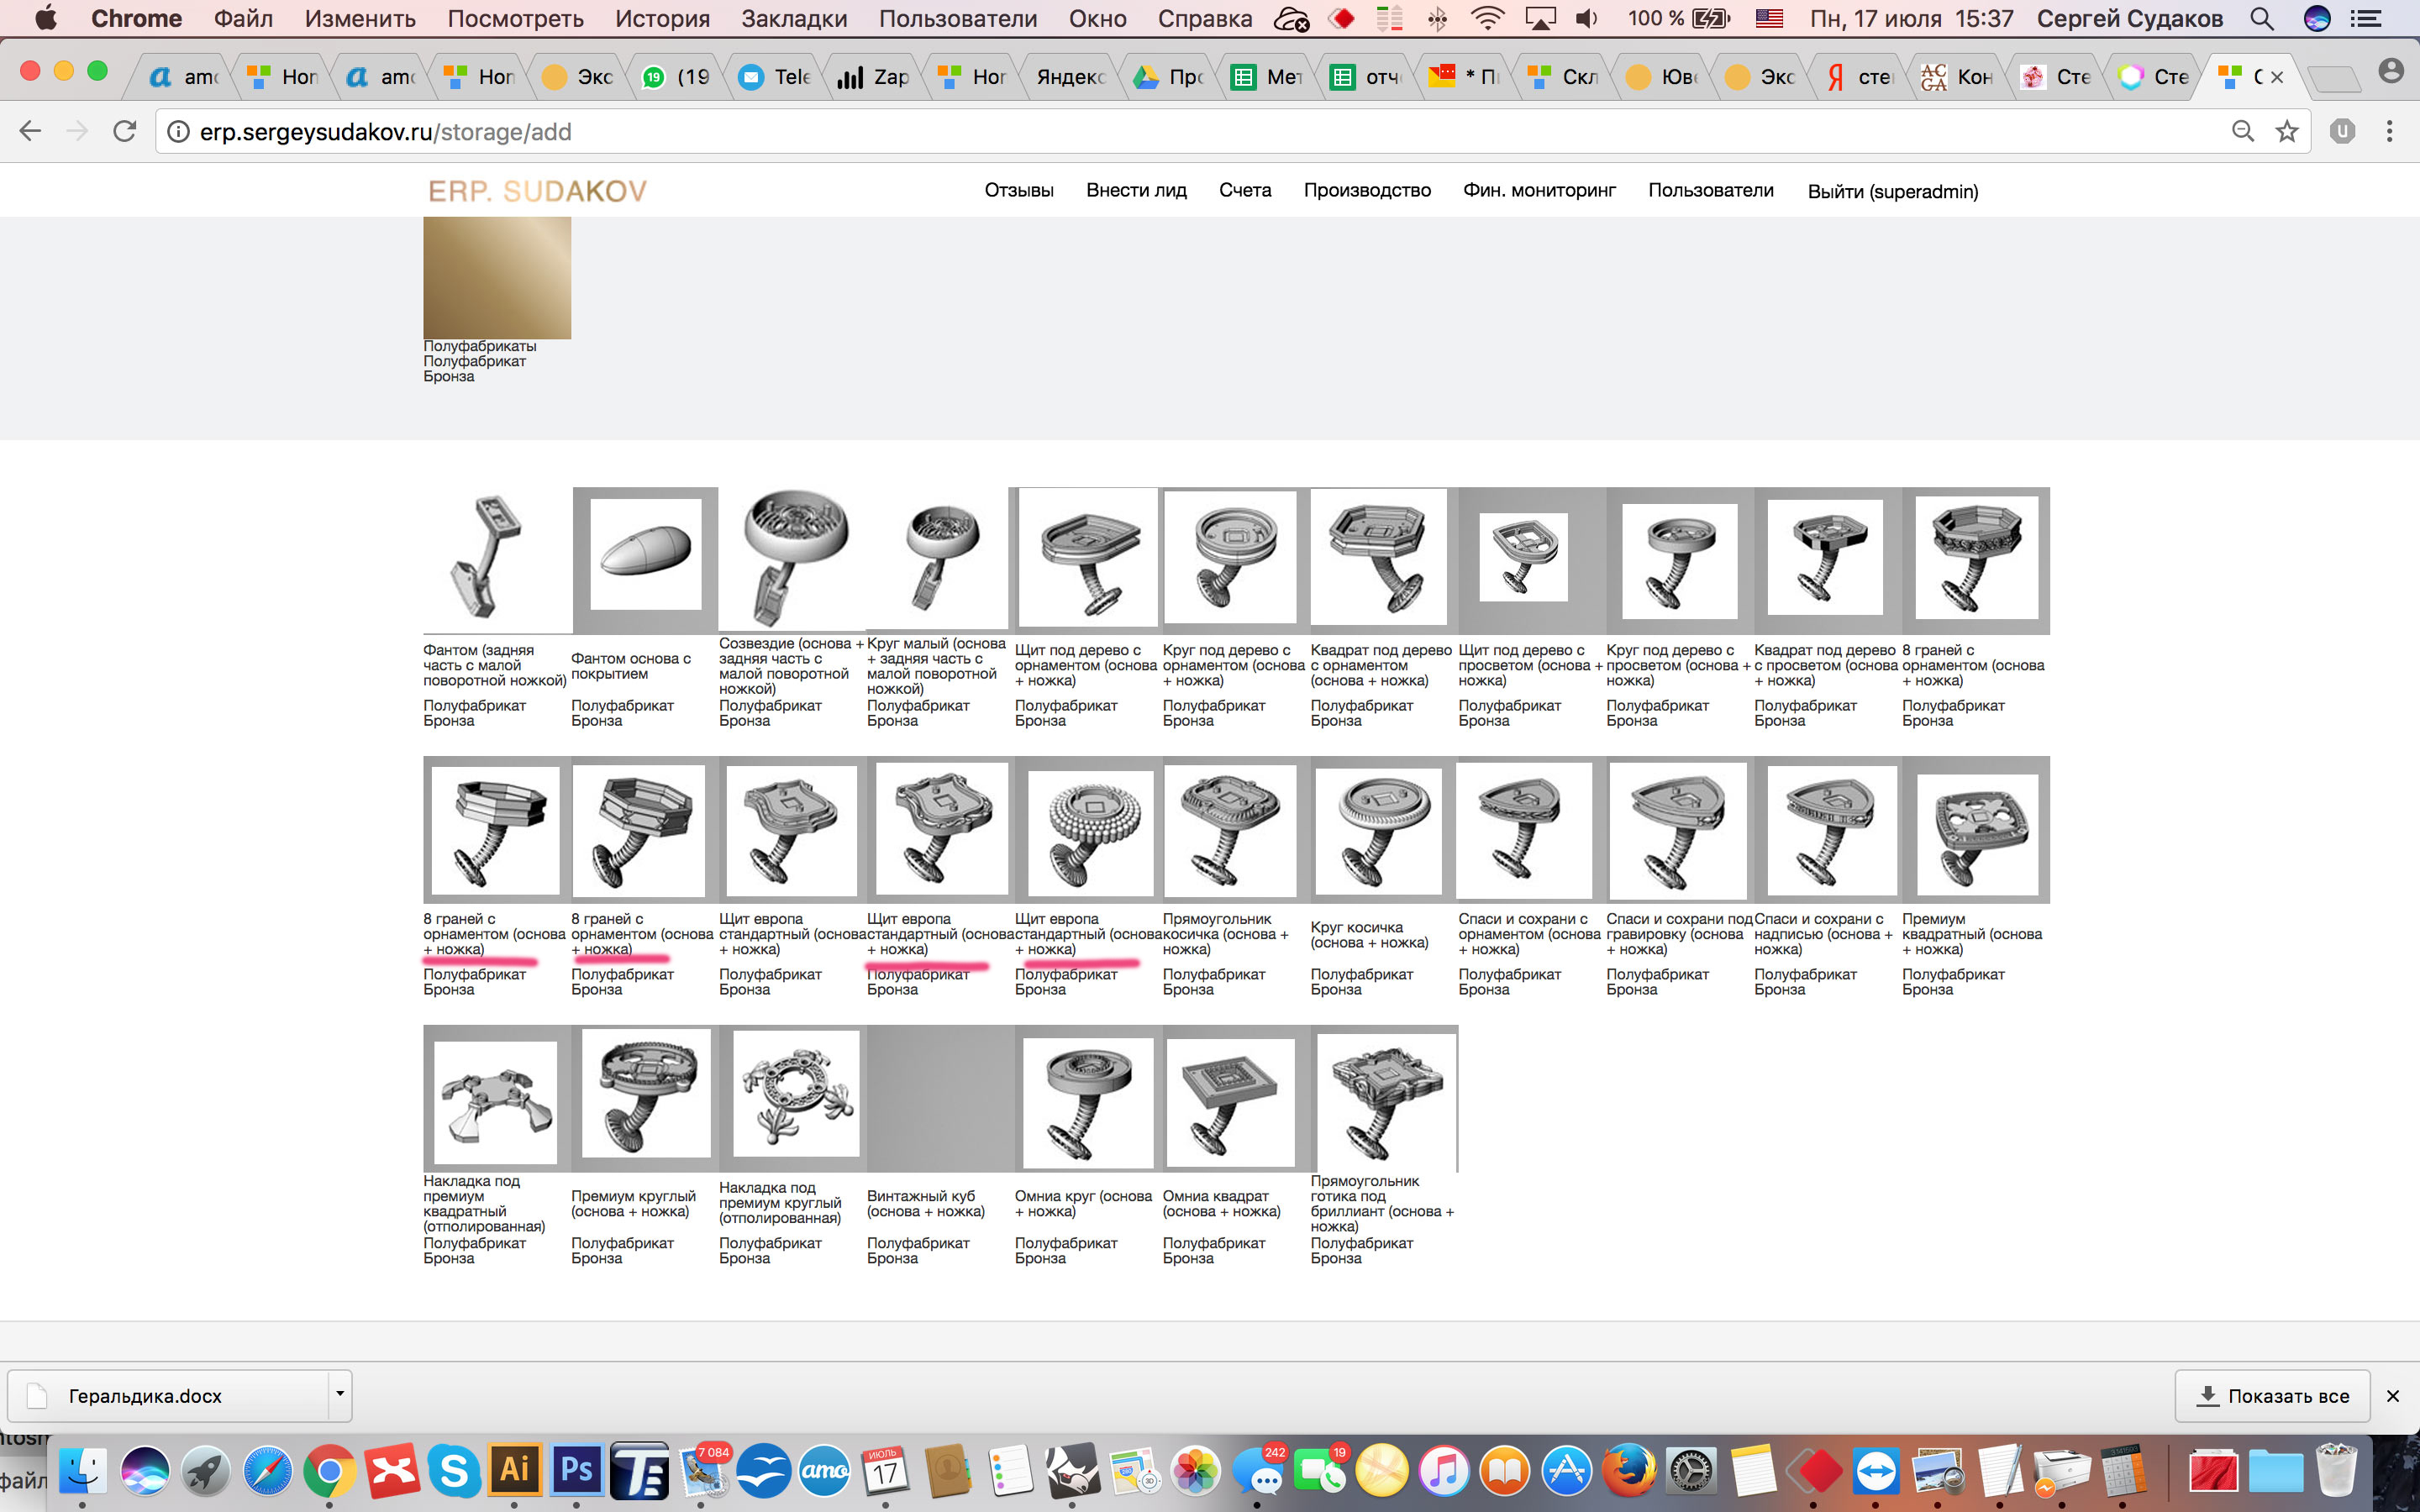 Chrome Файл Изменить Посмотреть История Закладки Пользователи Окно Справка 100 % Пн, 17 июля 15:37 Сергей Судаков
amo Hom amo Hom Экс (19 Tele Zap Hor Яндекс Про Мет отч * П Скл Юве Экс сте Кон Сте Сте С
erp.sergeysudakov.ru/storage/add
ERP. SUDAKOV Отзывы Внести лид Счета Производство Фин. мониторинг Пользователи Выйти (superadmin)
Полуфабрикаты
Полуфабрикат
Бронза
Фантом (задняя
часть с малой
поворотной ножкой)
Полуфабрикат
Бронза
Фантом основа с
покрытием
Полуфабрикат
Бронза
Созвездие (основа +
задняя часть с
малой поворотной
ножкой)
Полуфабрикат
Бронза
Круг малый (основа
+ задняя часть с
малой поворотной
ножкой)
Полуфабрикат
Бронза
Щит под дерево с
орнаментом (основа
+ ножка)
Полуфабрикат
Бронза
Круг под дерево с
орнаментом (основа
+ ножка)
Полуфабрикат
Бронза
Квадрат под дерево
с орнаментом
(основа + ножка)
Полуфабрикат
Бронза
Щит под дерево с
просветом (основа +
ножка)
Полуфабрикат
Бронза
Круг под дерево с
просветом (основа +
ножка)
Полуфабрикат
Бронза
Квадрат под дерево
с просветом (основа
+ ножка)
Полуфабрикат
Бронза
8 граней с
орнаментом (основа
+ ножка)
Полуфабрикат
Бронза
8 граней с
орнаментом (основа
+ ножка)
Полуфабрикат
Бронза
8 граней с
орнаментом (основа
+ ножка)
Полуфабрикат
Бронза
Щит европа
стандартный (основа
+ ножка)
Полуфабрикат
Бронза
Щит европа
стандартный (основа
+ ножка)
Полуфабрикат
Бронза
Щит европа
стандартный (основа
+ ножка)
Полуфабрикат
Бронза
Прямоугольник
косичка (основа +
ножка)
Полуфабрикат
Бронза
Круг косичка
(основа + ножка)
Полуфабрикат
Бронза
Спаси и сохрани с
орнаментом (основа
+ ножка)
Полуфабрикат
Бронза
Спаси и сохрани под
гравировку (основа
+ ножка)
Полуфабрикат
Бронза
Спаси и сохрани с
надписью (основа +
ножка)
Полуфабрикат
Бронза
Премиум
квадратный (основа
+ ножка)
Полуфабрикат
Бронза
Накладка под
премиум
квадратный
(отполированная)
Полуфабрикат
Бронза
Премиум круглый
(основа + ножка)
Полуфабрикат
Бронза
Накладка под
премиум круглый
(отполированная)
Полуфабрикат
Бронза
Винтажный куб
(основа + ножка)
Полуфабрикат
Бронза
Омниа круг (основа
+ ножка)
Полуфабрикат
Бронза
Омниа квадрат
(основа + ножка)
Полуфабрикат
Бронза
Прямоугольник
готика под
бриллиант (основа +
ножка)
Полуфабрикат
Бронза
Геральдика.docx Показать все
файл
Ai Ps TE 7 084 amo ИЮЛЬ 17 242 19